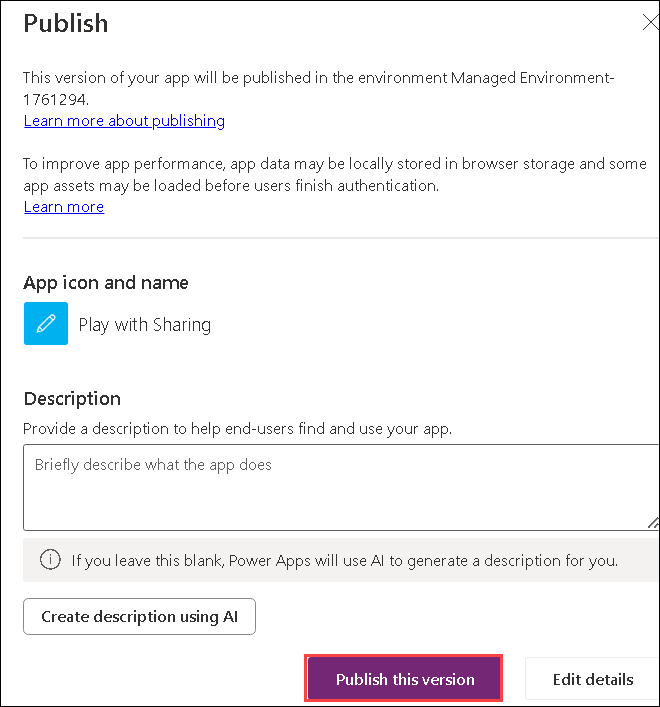 Publish
This version of your app will be published in the environment Managed Environment-
1761294.
Learn more about publishing
To improve app performance, app data may be locally stored in browser storage and some
app assets may be loaded before users finish authentication.
Learn more
App icon and name
Play with Sharing
Description
Provide a description to help end-users find and use your app.
Briefly describe what the app does
If you leave this blank, Power Apps will use AI to generate a description for you.
Create description using AI
Publish this version
Edit details